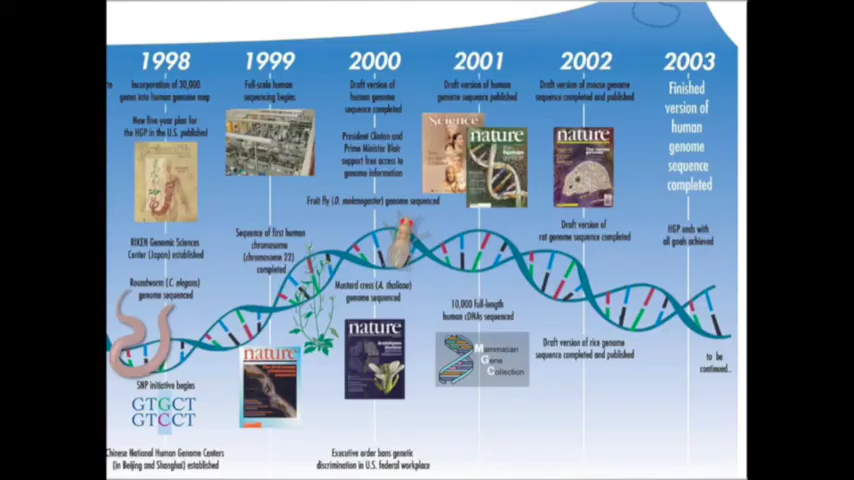 1998
Incorporation of 30,000
genes into human genome map
New five-year plan for
the HGP in the U.S. published
RIKEN Genomic Sciences
Center (Japan) established
Roundworm (C. elegans)
genome sequenced
SNP initiative begins
GTGCT
GTCCT
Chinese National Human Genome Centers
(in Beijing and Shanghai) established
1999
Full-scale human
sequencing begins
Sequence of first human
chromosome
(chromosome 22)
completed
nature
2000
Draft version of
human genome
sequence completed
President Clinton and
Prime Minister Blair
support free access to
genome information
Fruit fly (D. melanogaster) genome sequenced
Mustard cress (A. thaliana)
genome sequenced
nature
Executive order bans genetic
discrimination in U.S. federal workplace
2001
Draft version of human
genome sequence published
Science
nature
human
genome
10,000 full-length
human cDNAs sequenced
Mammalian
Gene
Collection
2002
Draft version of mouse genome
sequence completed and published
nature
Draft version of
rat genome sequence completed
Draft version of rice genome
sequence completed and published
2003
Finished
version of
human
genome
sequence
completed
HGP ends with
all goals achieved
to be
continued...